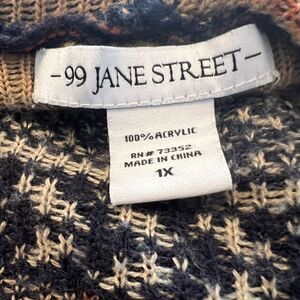 -99 JANE STREET-
100% ACRYLIC
RN# 73352
MADE IN CHINA
1X